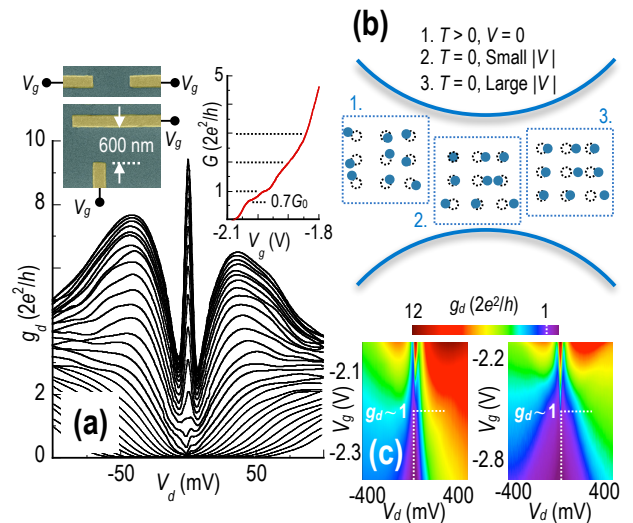 (a)
V_g
V_g
V_g
600 nm
V_g
10
8
6
4
2
0
g_d (2e²/h)
-50
0
50
V_d (mV)
G (2e²/h)
5
3
1
0.7G₀
-2.1
-1.8
V_g (V)
(b)
1. T > 0, V = 0
2. T = 0, Small |V|
3. T = 0, Large |V|
1.
2.
3.
g_d (2e²/h)
12
1
-2.1
-2.3
V_g (V)
g_d ~ 1
(c)
-400
400
V_d (mV)
-2.2
-2.8
V_g (V)
g_d ~ 1
-400
400
V_d (mV)